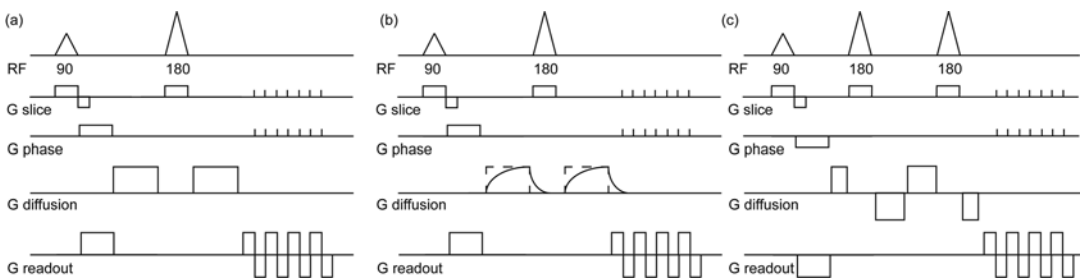 (a)
RF 90 180
G slice
G phase
G diffusion
G readout
(b)
RF 90 180
G slice
G phase
G diffusion
G readout
(c)
RF 90 180 180
G slice
G phase
G diffusion
G readout